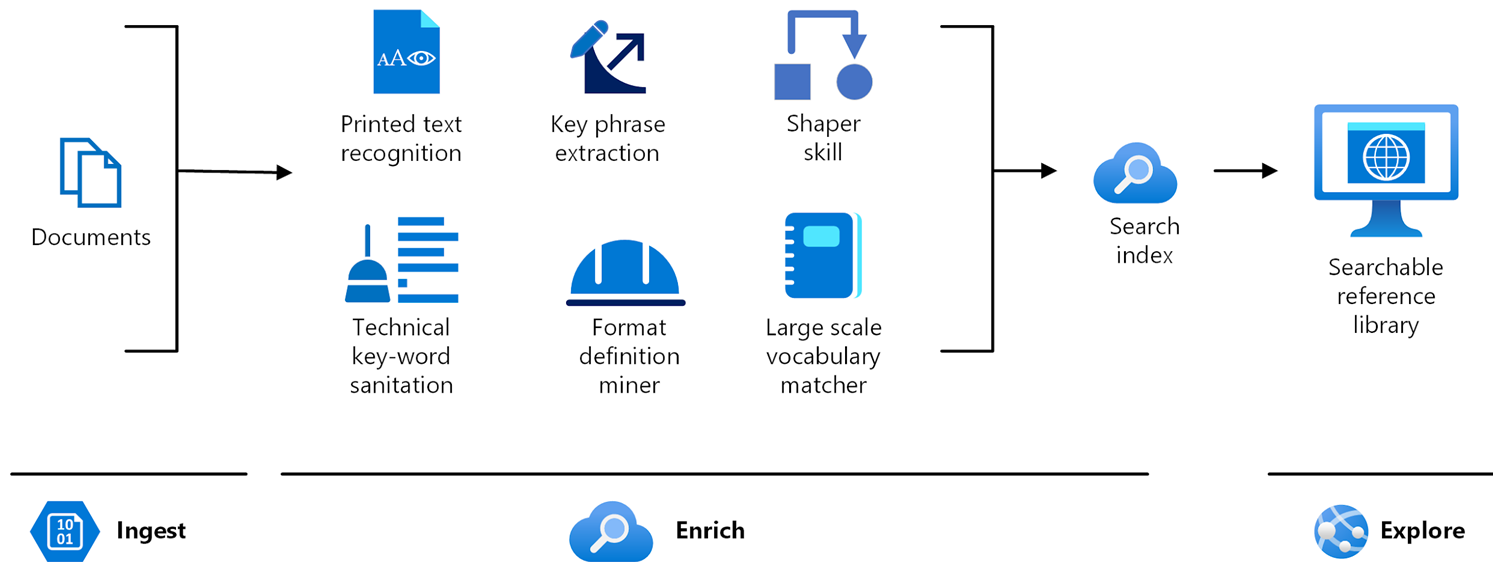 AA
Printed text
recognition
Key phrase
extraction
Shaper
skill
Documents
Search
index
Searchable
reference
library
Technical
key-word
sanitation
Format
definition
miner
Large scale
vocabulary
matcher
10
01
Ingest
Enrich
Explore